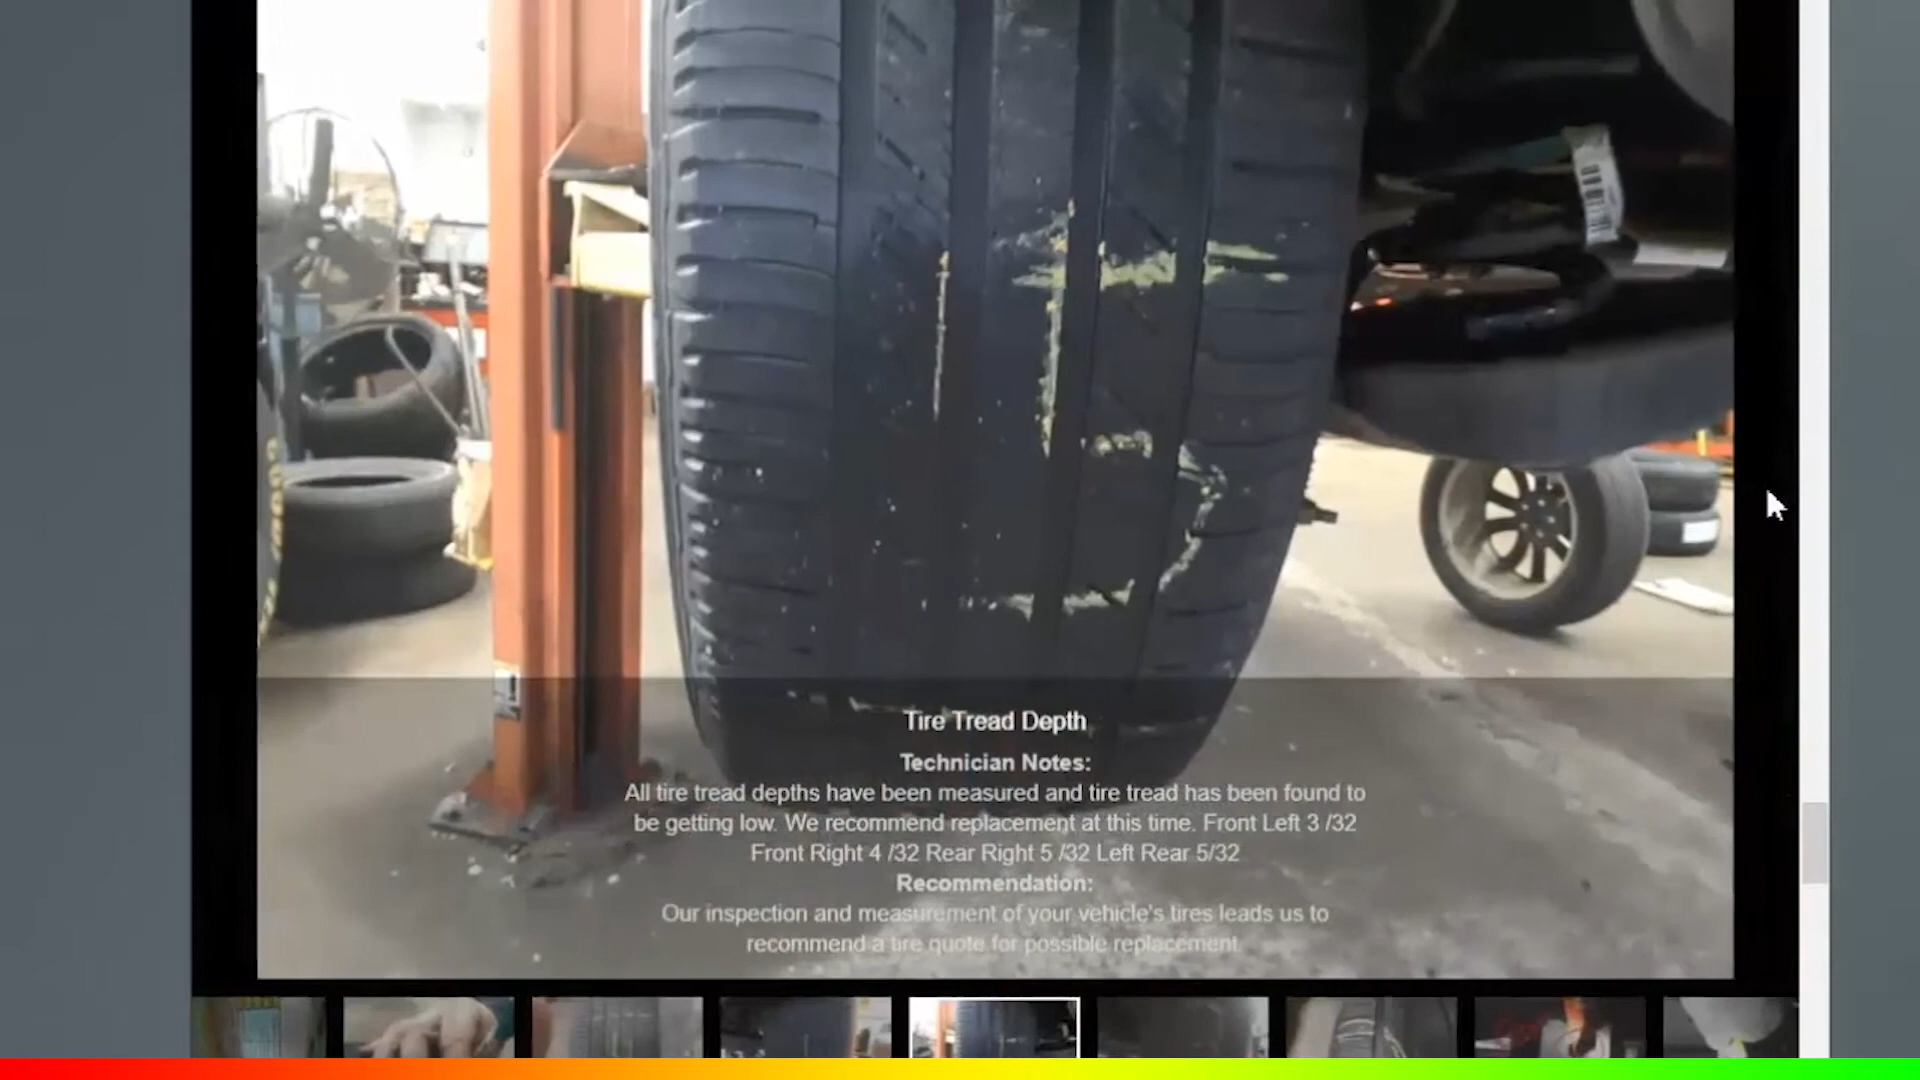 Tire Tread Depth
Technician Notes:
All tire tread depths have been measured and tire tread has been found to
be getting low. We recommend replacement at this time. Front Left 3 /32
Front Right 4 /32 Rear Right 5 /32 Left Rear 5/32
Recommendation:
Our inspection and measurement of your vehicle's tires leads us to
recommend a tire quote for possible replacement.